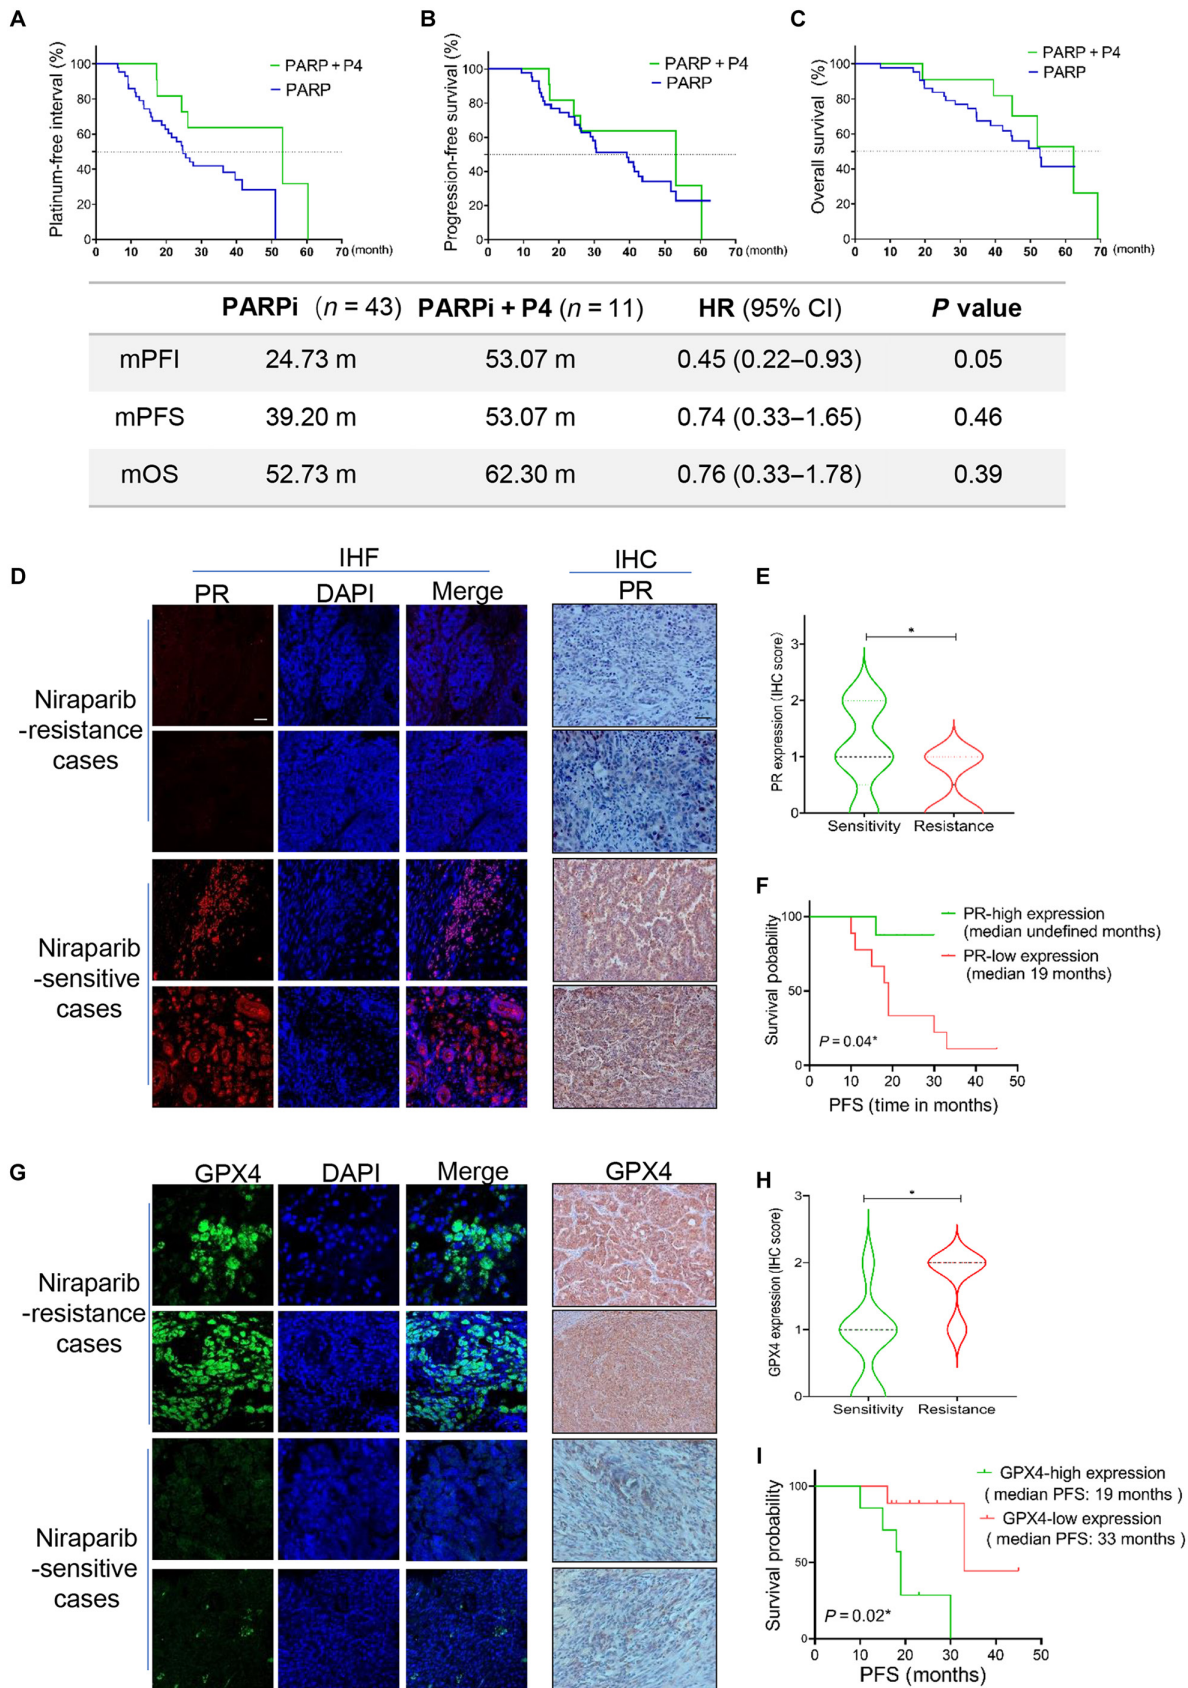 A
Platinum-free interval (%)
100
80
60
40
20
0
0 10 20 30 40 50 60 70 (month)
PARP + P4
PARP
B
Progression-free survival (%)
100
80
60
40
20
0
0 10 20 30 40 50 60 70 (month)
PARP + P4
PARP
C
Overall survival (%)
100
80
60
40
20
0
0 10 20 30 40 50 60 70 (month)
PARP + P4
PARP
PARPi (n = 43) PARPi + P4 (n = 11) HR (95% CI) P value
mPFI 24.73 m 53.07 m 0.45 (0.22–0.93) 0.05
mPFS 39.20 m 53.07 m 0.74 (0.33–1.65) 0.46
mOS 52.73 m 62.30 m 0.76 (0.33–1.78) 0.39
D
IHF IHC
PR DAPI Merge PR
Niraparib
-resistance
cases
Niraparib
-sensitive
cases
E
PR expression (IHC score)
3
2
1
0
*
Sensitivity Resistance
F
Survival pobability
100
50
0
0 10 20 30 40 50
PFS (time in months)
PR-high expression
(median undefined months)
PR-low expression
(median 19 months)
P = 0.04*
G
GPX4 DAPI Merge GPX4
Niraparib
-resistance
cases
Niraparib
-sensitive
cases
H
GPX4 expression (IHC score)
3
2
1
0
*
Sensitivity Resistance
I
Survival probability
100
50
0
0 10 20 30 40 50
PFS (months)
GPX4-high expression
( median PFS: 19 months )
GPX4-low expression
( median PFS: 33 months )
P = 0.02*